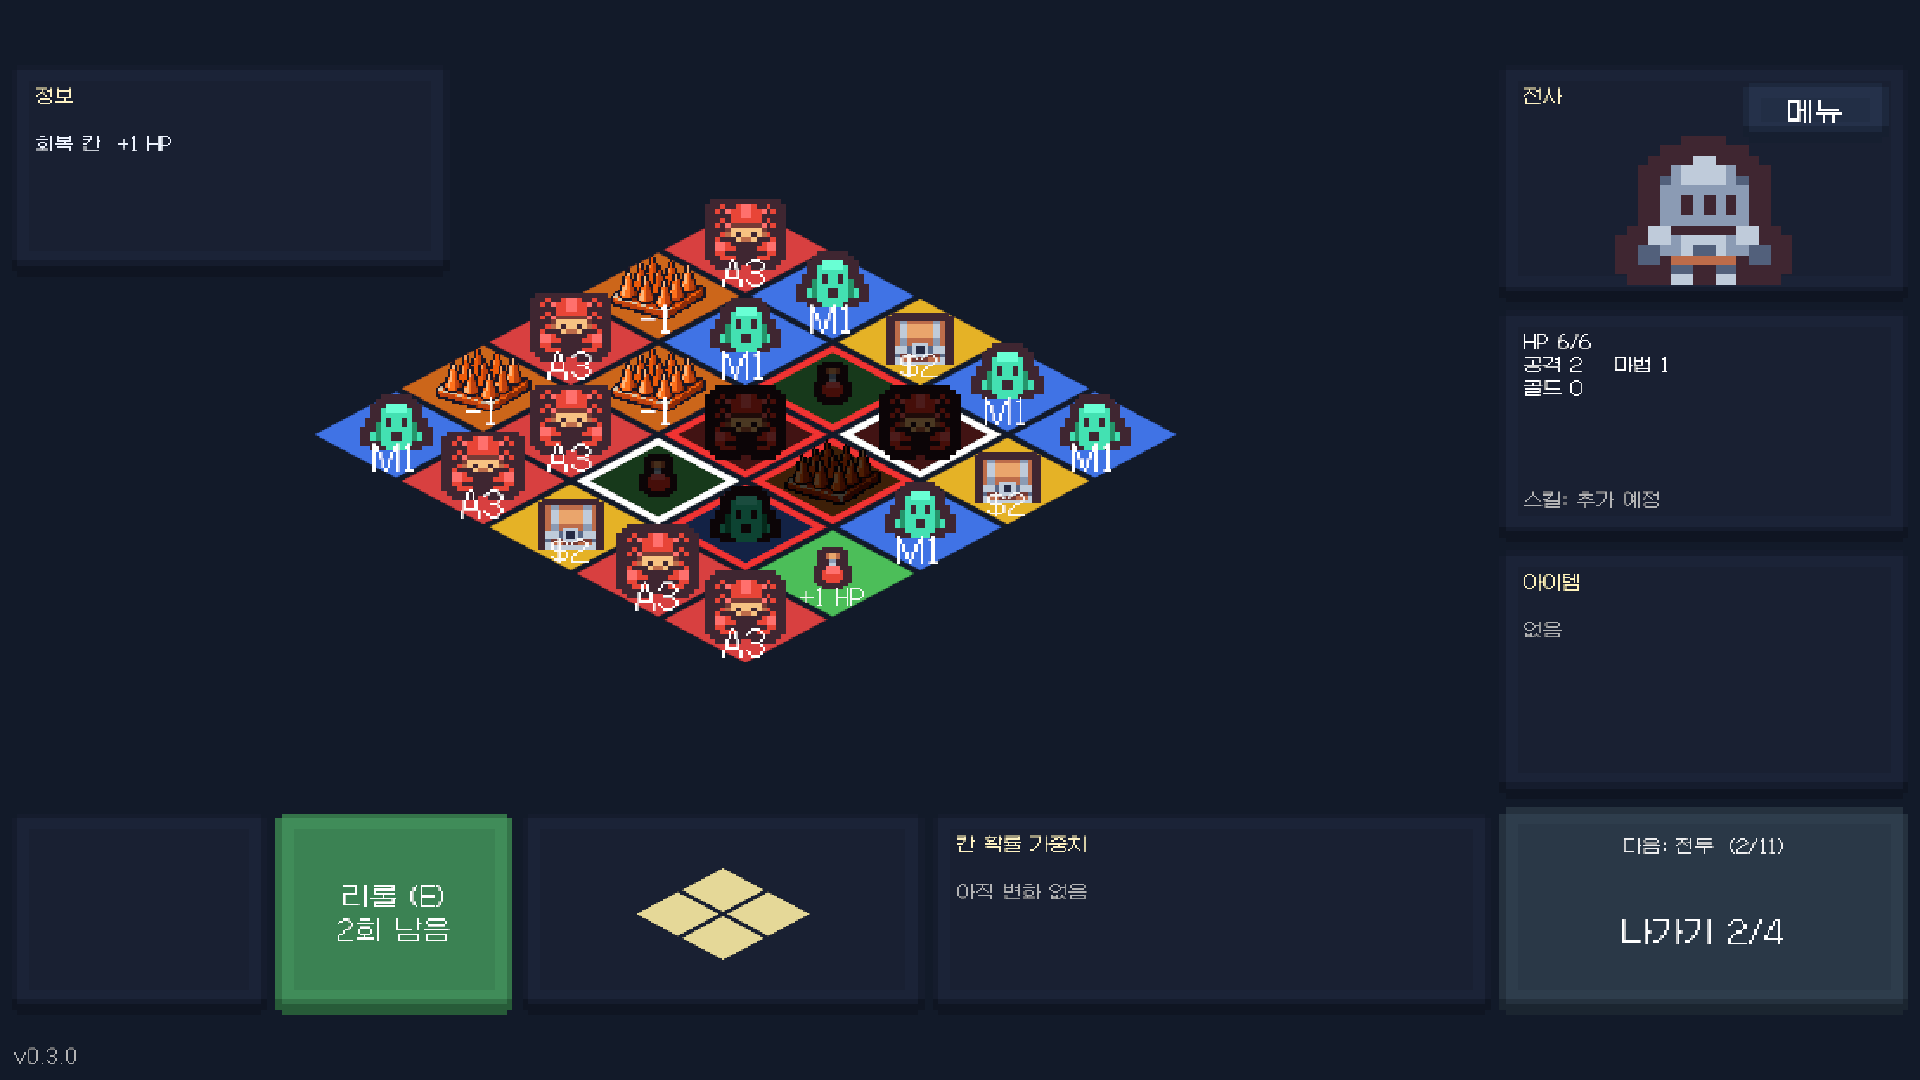 정보
회복 칸 +1 HP
전사
메뉴
A3
-1
M1
A3
M1
$2
-1
-1
M1
M1
A3
M1
M1
A3
$2
$2
M1
A3
+1 HP
A3
HP 6/6
공격 2 마법 1
골드 0
스킬: 추가 예정
아이템
없음
리롤 (E)
2회 남음
칸 확률 가중치
아직 변화 없음
다음: 전투 (2/11)
나가기 2/4
v0.3.0